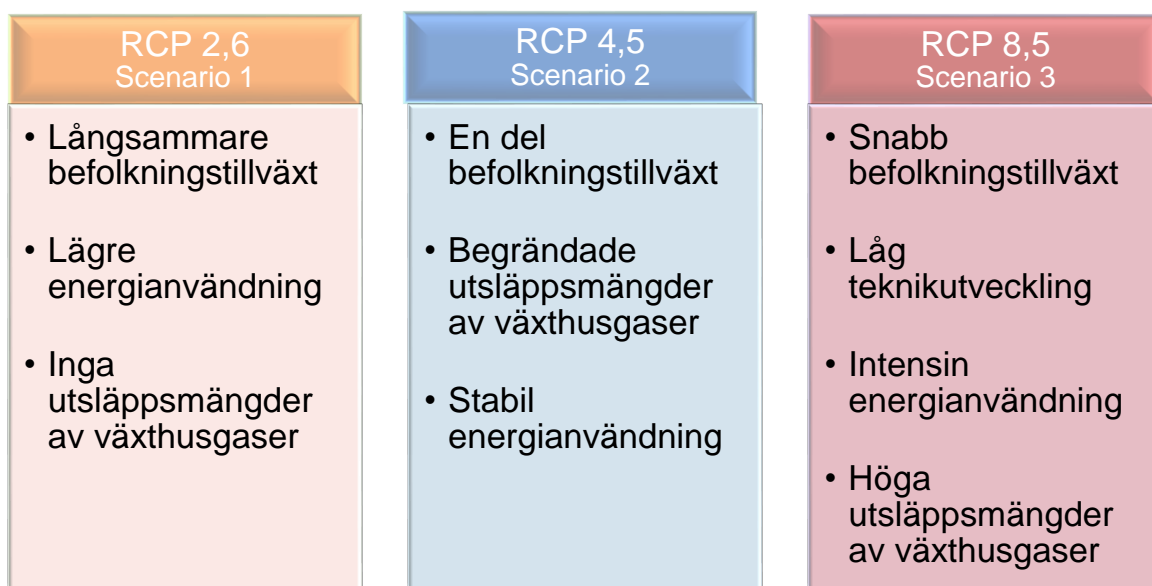 RCP 2,6
Scenario 1
• Långsammare
befolkningstillväxt
• Lägre
energianvändning
• Inga
utsläppsmängder
av växthusgaser
RCP 4,5
Scenario 2
• En del
befolkningstillväxt
• Begrändade
utsläppsmängder
av växthusgaser
• Stabil
energianvändning
RCP 8,5
Scenario 3
• Snabb
befolkningstillväxt
• Låg
teknikutveckling
• Intensin
energianvändning
• Höga
utsläppsmängder
av växthusgaser